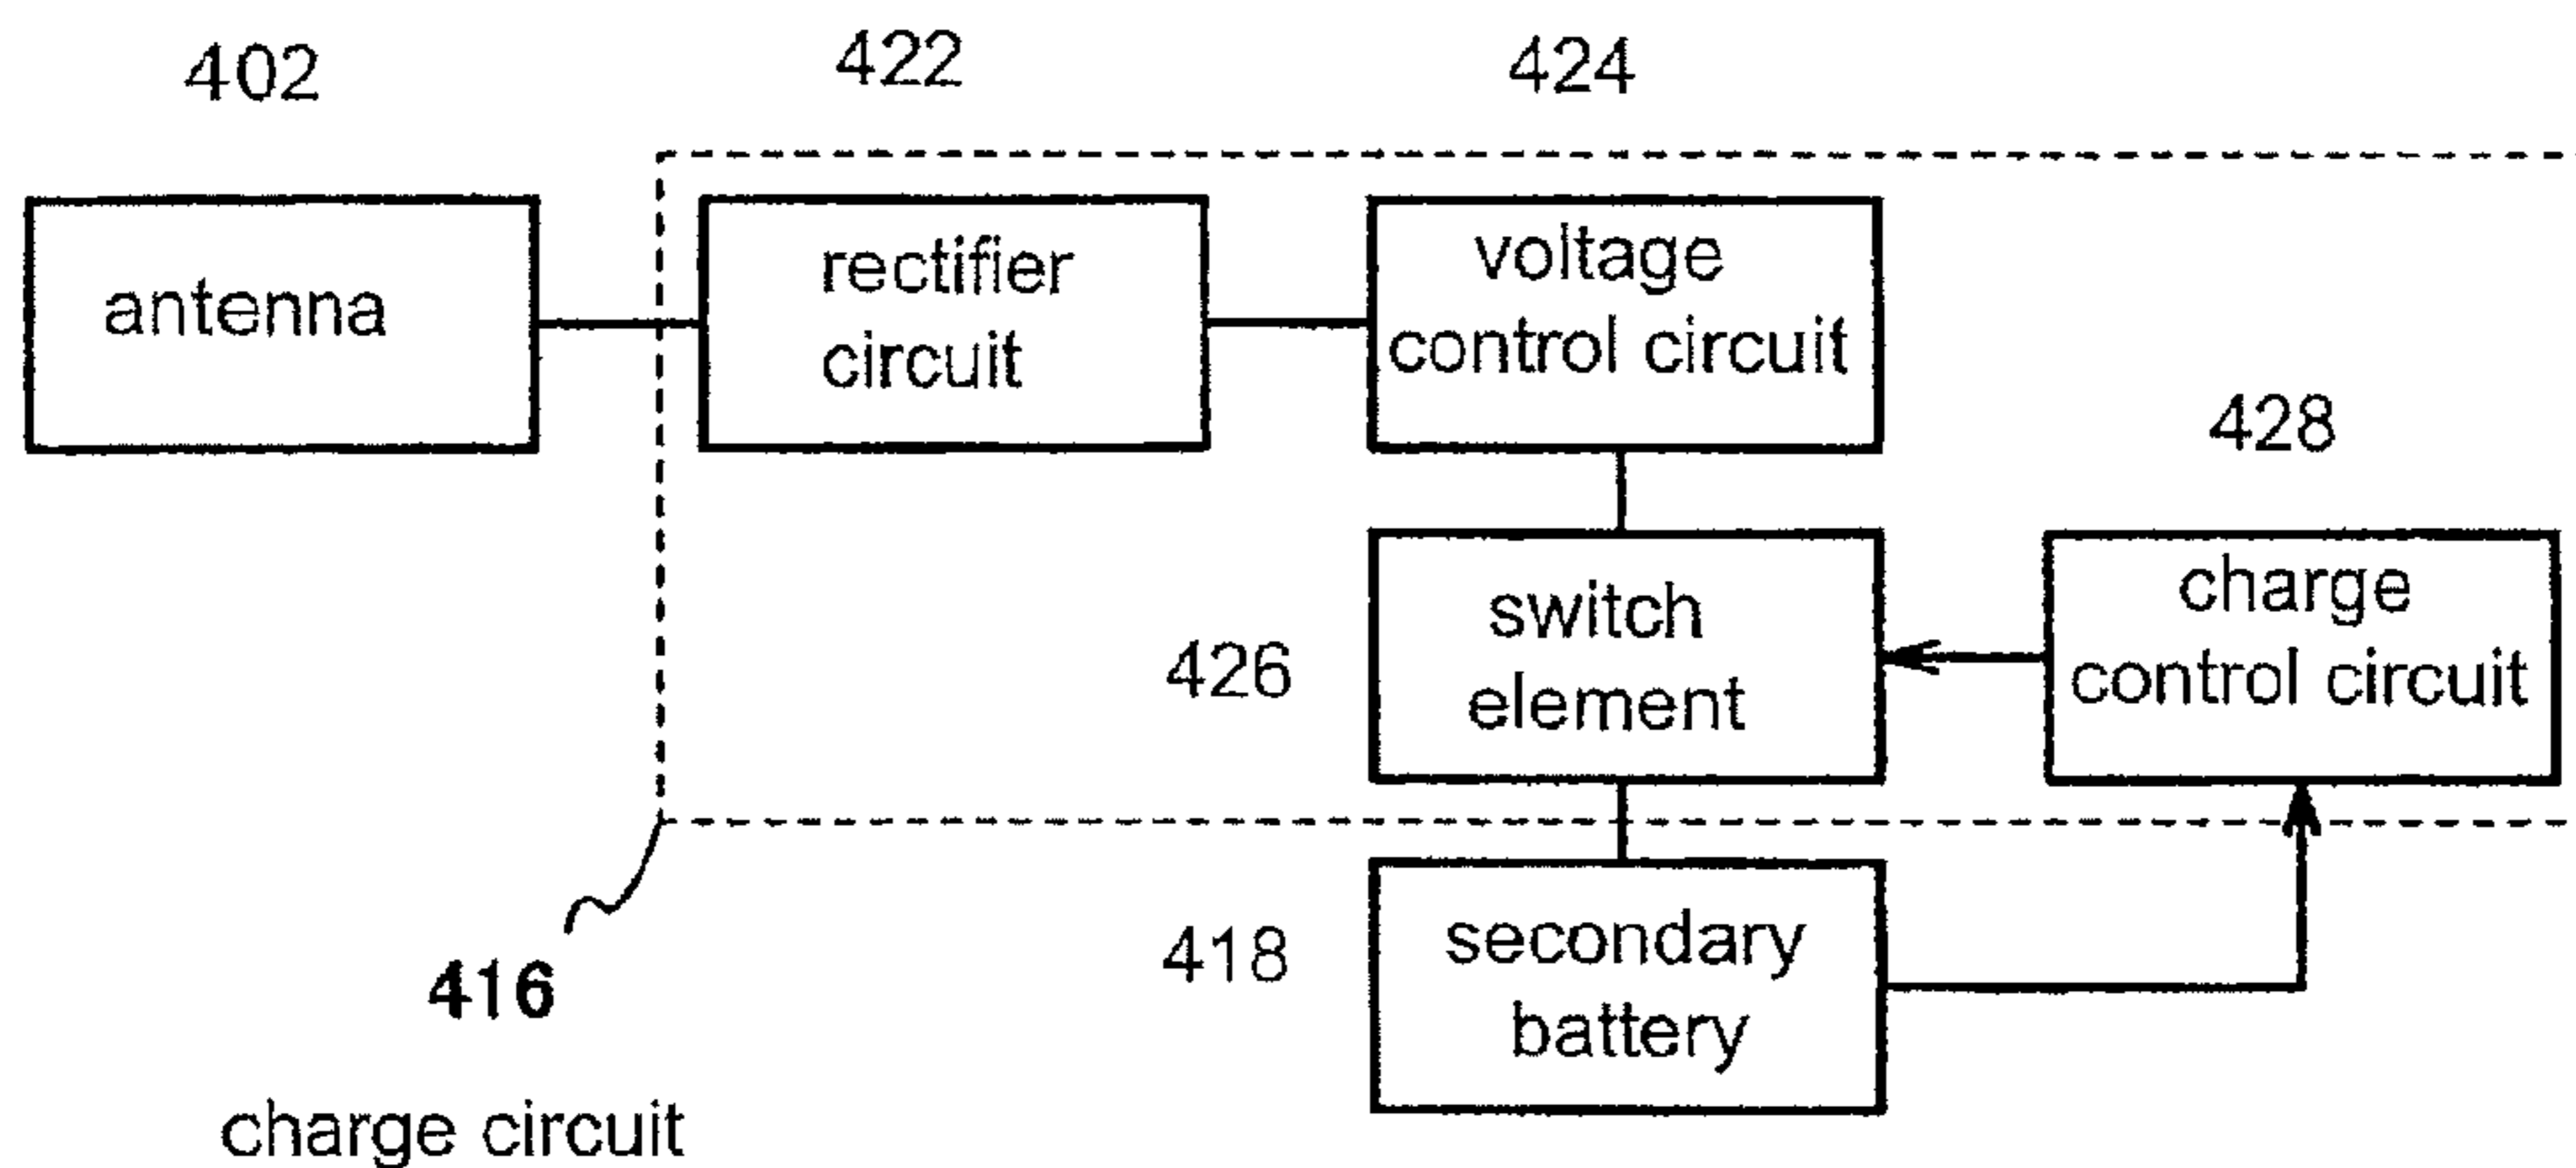 402
422
424
antenna
rectifier
circuit
voltage
control circuit
428
switch
element
charge
control circuit
426
418
secondary
battery
416
charge circuit